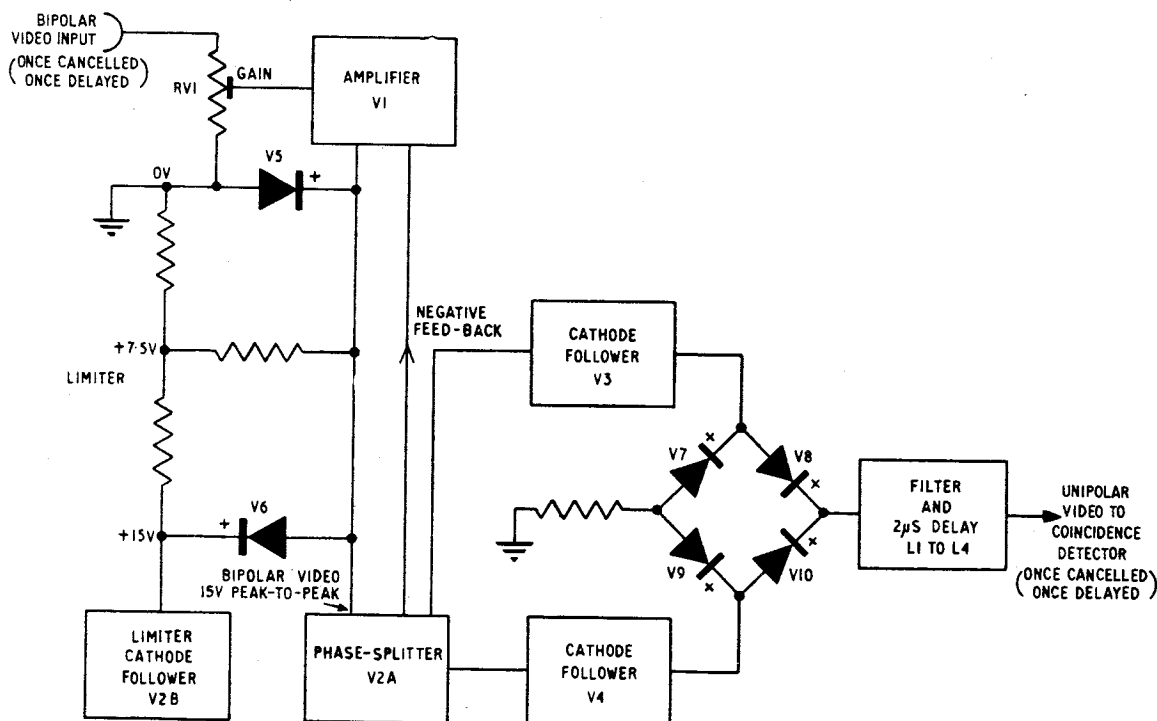 BIPOLAR
VIDEO INPUT
(ONCE CANCELLED
ONCE DELAYED)
RV1
GAIN
AMPLIFIER
V1
V5
+
0V
+7·5V
LIMITER
NEGATIVE
FEED-BACK
CATHODE
FOLLOWER
V3
V7
×
V8
×
V9
×
V10
×
FILTER
AND
2µS DELAY
L1 TO L4
UNIPOLAR
VIDEO TO
COINCIDENCE
DETECTOR
(ONCE CANCELLED
ONCE DELAYED)
V6
+
+15V
BIPOLAR VIDEO
15V PEAK-TO-PEAK
LIMITER
CATHODE
FOLLOWER
V2B
PHASE-SPLITTER
V2A
CATHODE
FOLLOWER
V4